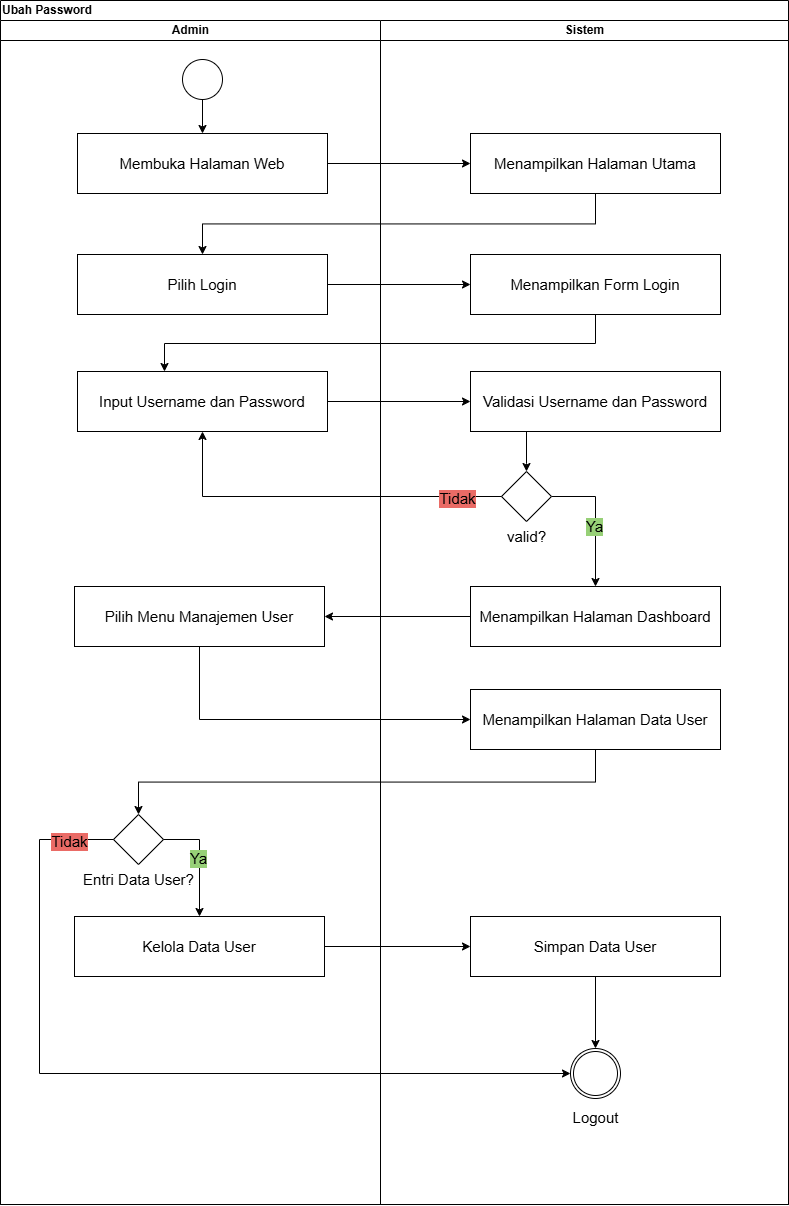 Ubah Password
Admin
Sistem
Membuka Halaman Web
Menampilkan Halaman Utama
Pilih Login
Menampilkan Form Login
Input Username dan Password
Validasi Username dan Password
Tidak
valid?
Ya
Pilih Menu Manajemen User
Menampilkan Halaman Dashboard
Menampilkan Halaman Data User
Tidak
Ya
Entri Data User?
Kelola Data User
Simpan Data User
Logout